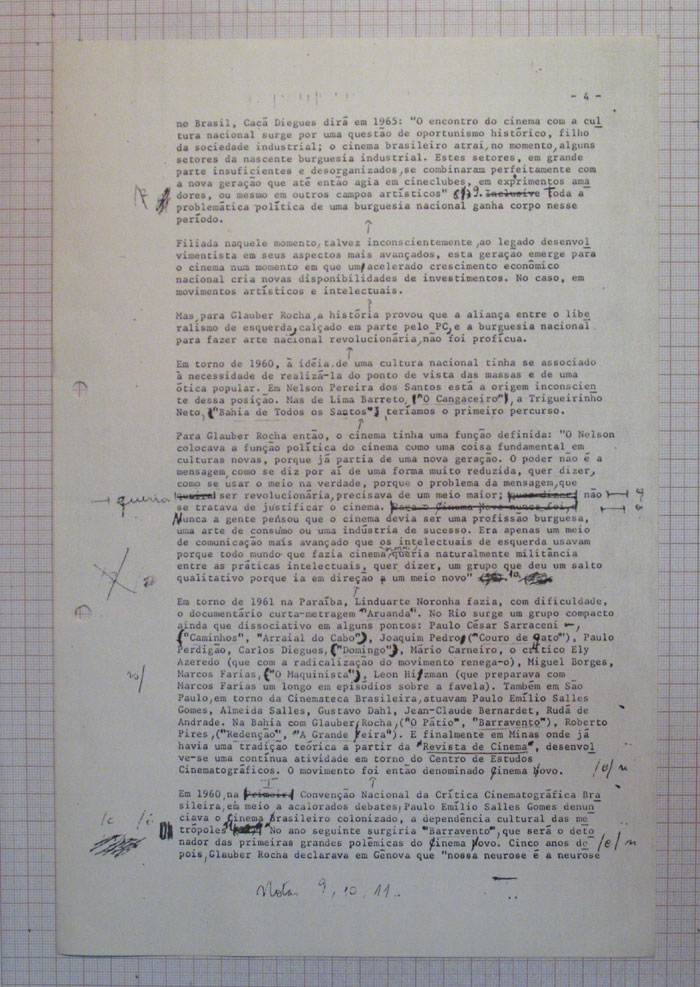 - 4 -
no Brasil, Cacã Diegues dirá em 1965: "O encontro do cinema com a cul
tura nacional surge por uma questão de oportunismo histórico, filho
da sociedade industrial; o cinema brasileiro atrai, no momento, alguns
setores da nascente burguesia industrial. Estes setores, em grande
parte insuficientes e desorganizados, se combinaram perfeitamente com
a nova geração que até então agia em cineclubes, em exprimentos ama
dores, ou mesmo em outros campos artísticos" 9. Inclusive Toda a
problemática política de uma burguesia nacional ganha corpo nesse
período.
Filiada naquele momento, talvez inconscientemente, ao legado desenvol
vimentista em seus aspectos mais avançados, esta geração emerge para
o cinema num momento em que um acelerado crescimento econômico
nacional cria novas disponibilidades de investimentos. No caso, em
movimentos artísticos e intelectuais.
Mas para Glauber Rocha, a história provou que a aliança entre o libe
ralismo de esquerda, calçado em parte pelo PC, e a burguesia nacional
para fazer arte nacional revolucionária, não foi profícua.
Em torno de 1960, à idéia de uma cultura nacional tinha se associado
à necessidade de realizá-la do ponto de vista das massas e de uma
ótica popular. Em Nelson Pereira dos Santos está a origem inconscien
te dessa posição. Mas de Lima Barreto, ("O Cangaceiro"), a Trigueirinho
Neto, ("Bahia de Todos os Santos") teríamos o primeiro percurso.
Para Glauber Rocha então, o cinema tinha uma função definida: "O Nelson
colocava a função política do cinema como uma coisa fundamental em
culturas novas, porque já partia de uma nova geração. O poder não é a
mensagem, como se diz por aí de uma forma muito reduzida, quer dizer,
como se usar o meio na verdade, porque o problema da mensagem, que
queria ser revolucionária, precisava de um meio maior; quer dizer, não
se tratava de justificar o cinema.
Nunca a gente pensou que o cinema devia ser uma profissão burguesa,
uma arte de consumo ou uma indústria de sucesso. Era apenas um meio
de comunicação mais avançado que os intelectuais de esquerda usavam
porque todo mundo que fazia cinema queria naturalmente militância
entre as práticas intelectuais, quer dizer, um grupo que deu um salto
qualitativo porque ia em direção a um meio novo" 10
Em torno de 1961 na Paraíba, Linduarte Noronha fazia, com dificuldade,
o documentário curta-metragem "Aruanda". No Rio surge um grupo compacto
ainda que dissociativo em alguns pontos: Paulo César Sarraceni
("Caminhos", "Arraial do Cabo"), Joaquim Pedro, ("Couro de gato"), Paulo
Perdigão, Carlos Diegues, ("Domingo"), Mário Carneiro, o crítico Ely
Azeredo (que com a radicalização do movimento renega-o), Miguel Borges,
Marcos Farias, ("O Maquinista"), Leon Hirzman (que preparava com
Marcos Farias um longo em episódios sobre a favela). Também em São
Paulo, em torno da Cinemateca Brasileira, atuavam Paulo Emílio Salles
Gomes, Almeida Salles, Gustavo Dahl, Jean-Claude Bernardet, Rudá de
Andrade. Na Bahia com Glauber Rocha, ("O Pátio", "Barravento"), Roberto
Pires, ("Redenção", "A Grande Feira"). E finalmente em Minas onde já
havia uma tradição teórica a partir da "Revista de Cinema", desenvol
ve-se uma contínua atividade em torno do Centro de Estudos
Cinematográficos. O movimento foi então denominado Cinema Novo. /c/ n
Em 1960, na Primeira Convenção Nacional da Crítica Cinematográfica Bra
sileira, em meio a acalorados debates, Paulo Emílio Salles Gomes denun
ciava o Cinema Brasileiro colonizado, a dependência cultural das me
trópoles No ano seguinte surgiria "Barravento", que será o deto
nador das primeiras grandes polêmicas do Cinema Novo. Cinco anos de /c/ n
pois, Glauber Rocha declarava em Gênova que "nossa neurose é a neurose
Nota 9, 10, 11..